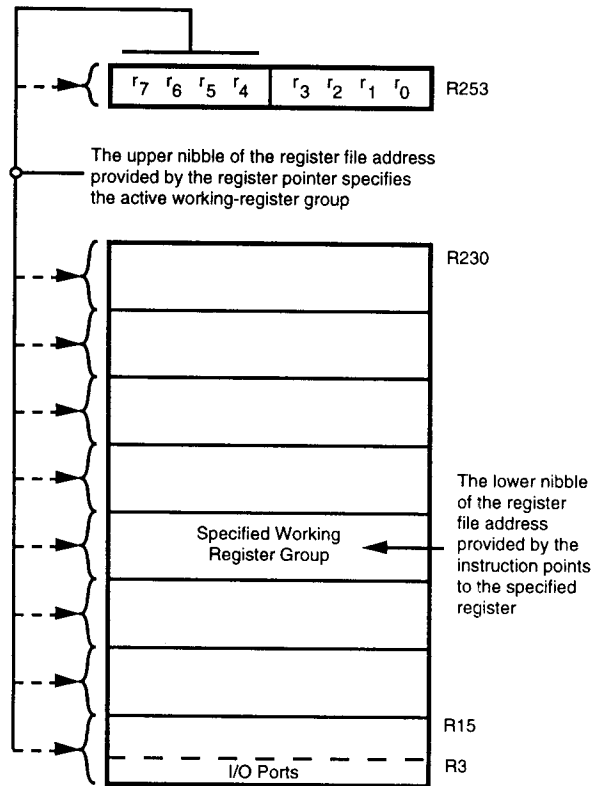 r7 r6 r5 r4 r3 r2 r1 r0 R253
The upper nibble of the register file address
provided by the register pointer specifies
the active working-register group
R230
The lower nibble
of the register
file address
provided by the
instruction points
to the specified
register
Specified Working
Register Group
R15
R3
I/O Ports